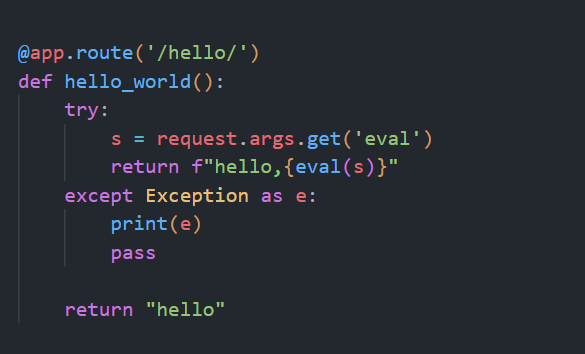 @app.route('/hello/')
def hello_world():
    try:
        s = request.args.get('eval')
        return f"hello,{eval(s)}"
    except Exception as e:
        print(e)
        pass

    return "hello"